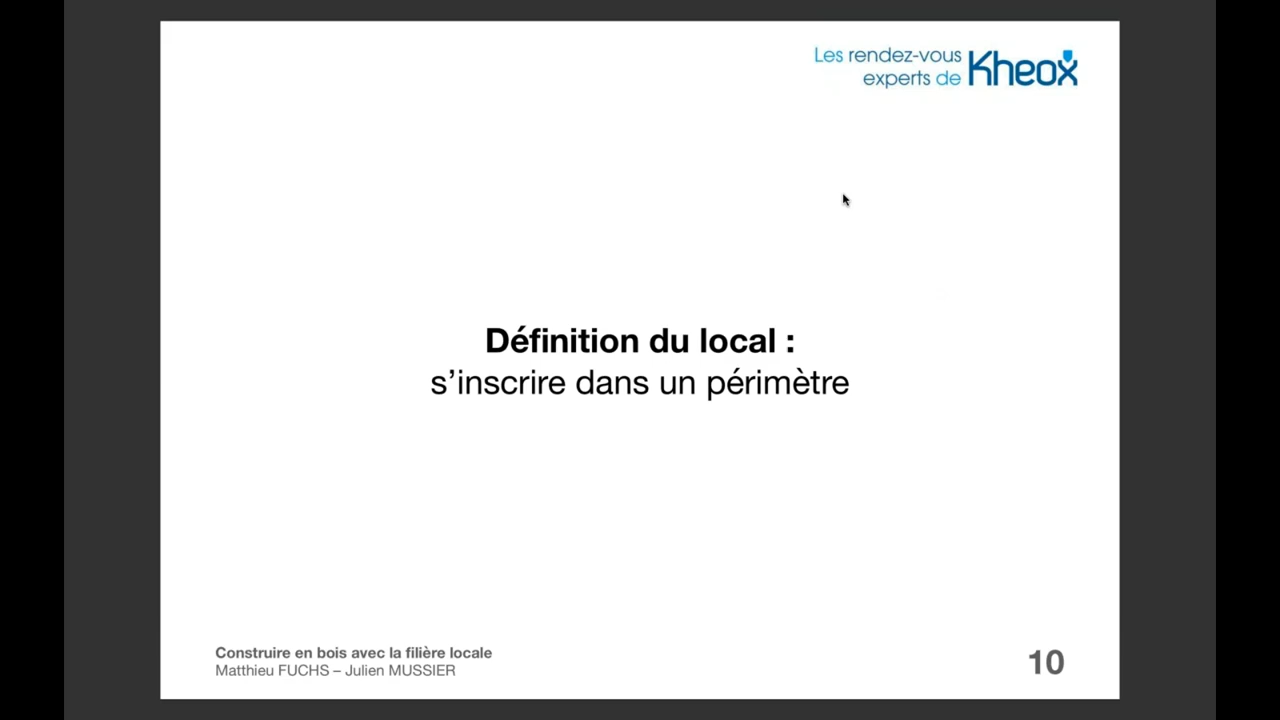 Les rendez-vous
experts de Kheox
Définition du local :
s’inscrire dans un périmètre
Construire en bois avec la filière locale
Matthieu FUCHS – Julien MUSSIER
10